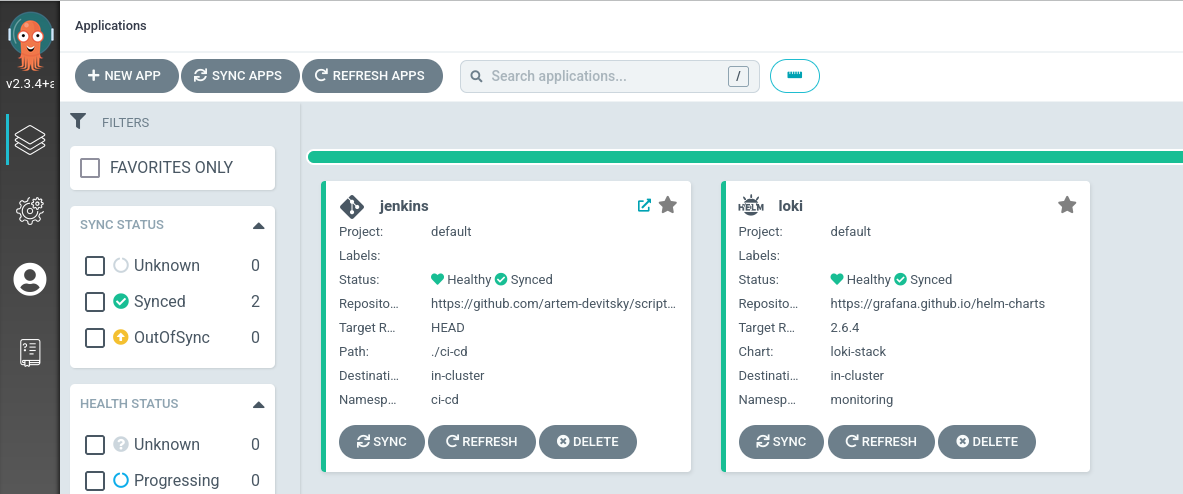 Applications
v2.3.4+a
NEW APP SYNC APPS REFRESH APPS Search applications... /
FILTERS
FAVORITES ONLY
SYNC STATUS
Unknown 0
Synced 2
OutOfSync 0
HEALTH STATUS
Unknown 0
Progressing 0
jenkins
Project: default
Labels:
Status: Healthy Synced
Reposito... https://github.com/artem-devitsky/script...
Target R... HEAD
Path: ./ci-cd
Destinati... in-cluster
Namesp... ci-cd
SYNC REFRESH DELETE
HELM loki
Project: default
Labels:
Status: Healthy Synced
Reposito... https://grafana.github.io/helm-charts
Target R... 2.6.4
Chart: loki-stack
Destinati... in-cluster
Namesp... monitoring
SYNC REFRESH DELETE